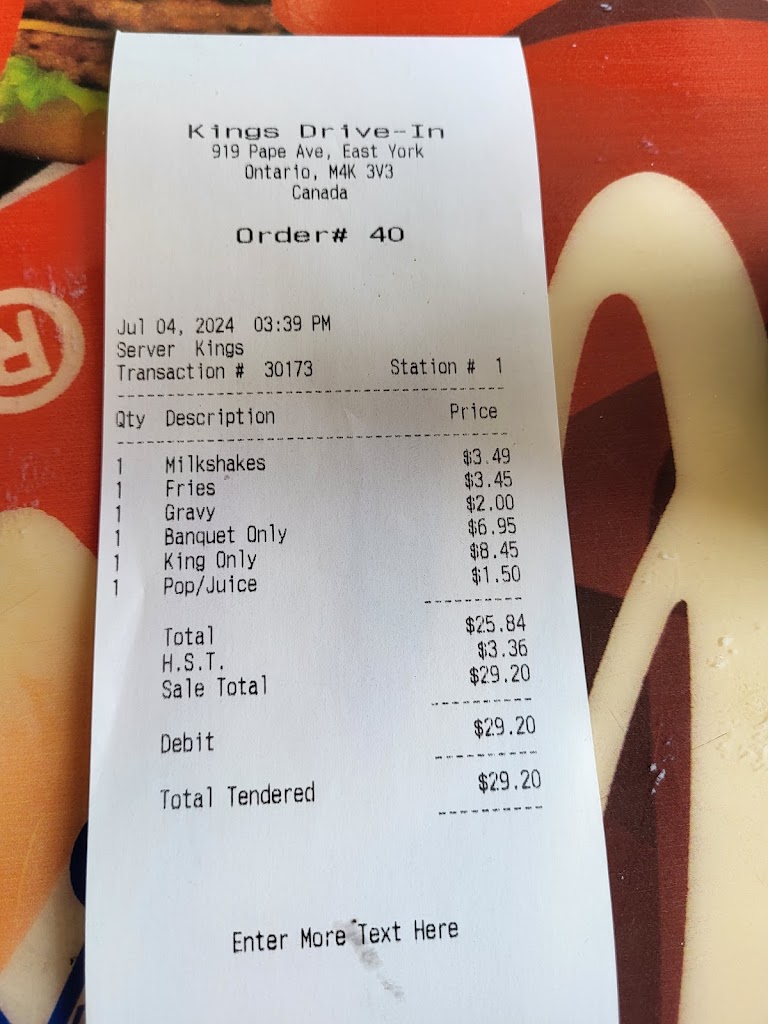 Kings Drive-In
919 Pape Ave, East York
Ontario, M4K 3V3
Canada
Order# 40
Jul 04, 2024 03:39 PM
Server Kings
Transaction # 30173 Station # 1
Qty Description Price
1 Milkshakes $3.49
1 Fries $3.45
1 Gravy $2.00
1 Banquet Only $6.95
1 King Only $8.45
1 Pop/Juice $1.50
Total $25.84
H.S.T. $3.36
Sale Total $29.20
Debit $29.20
Total Tendered $29.20
Enter More Text Here
®